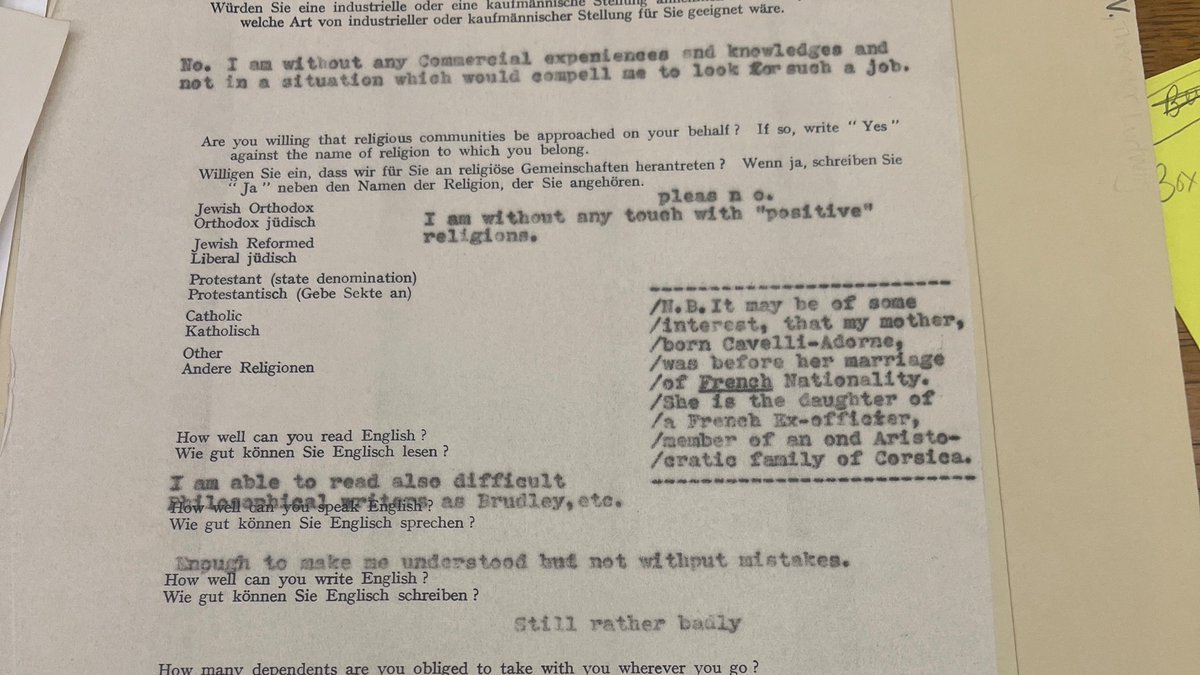 Würden Sie eine industrielle oder eine kaufmännische Stellung
welche Art von industrieller oder kaufmännischer Stellung für Sie geeignet wäre.
No. I am without any Commercial expeniences and knowledges and
not in a situation which would compell me to look for such a job.
Are you willing that religious communities be approached on your behalf ? If so, write " Yes "
against the name of religion to which you belong.
Willigen Sie ein, dass wir für Sie an religiöse Gemeinschaften herantreten ? Wenn ja, schreiben Sie
" Ja " neben den Namen der Religion, der Sie angehören.
pleas n o.
Jewish Orthodox
Orthodox jüdisch
I am without any touch with "positive"
religions.
Jewish Reformed
Liberal jüdisch
Protestant (state denomination)
Protestantisch (Gebe Sekte an)
Catholic
Katholisch
Other
Andere Religionen
/N.B.It may be of some
/interest, that my mother,
/born Cavelli-Adorne,
/was before her marriage
/of French Nationality.
/She is the daughter of
/a French Ex-officier,
/member of an ond Aristo-
/cratic family of Corsica.
How well can you read English ?
Wie gut können Sie Englisch lesen ?
I am able to read also difficult
Philosophical writers as Brudley,etc.
How well can you speak English ?
Wie gut können Sie Englisch sprechen ?
Enough to make me understood but not withput mistakes.
How well can you write English ?
Wie gut können Sie Englisch schreiben ?
Still rather badly
How many dependents are you obliged to take with you wherever you go ?
Box